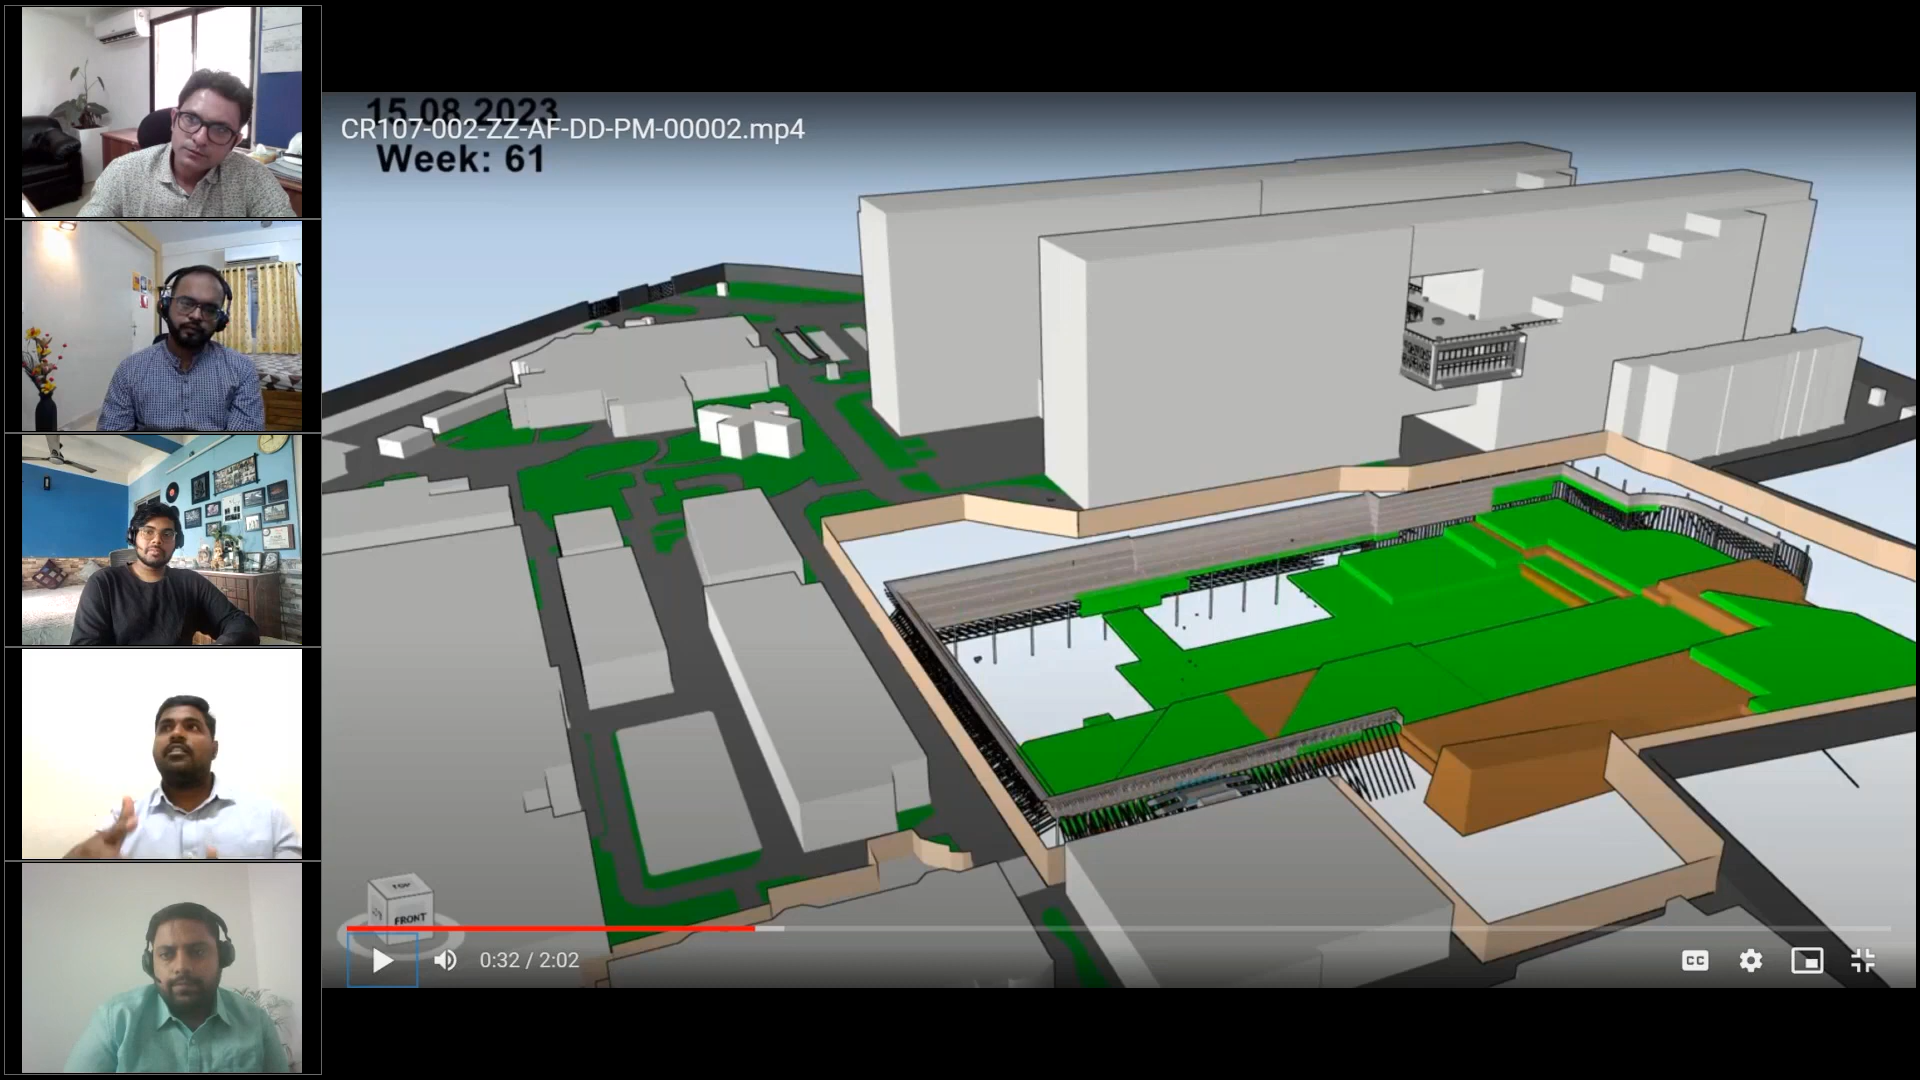 15.08.2023
CR107-002-ZZ-AF-DD-PM-00002.mp4
Week: 61
TOP
FRONT
0:32 / 2:02
CC